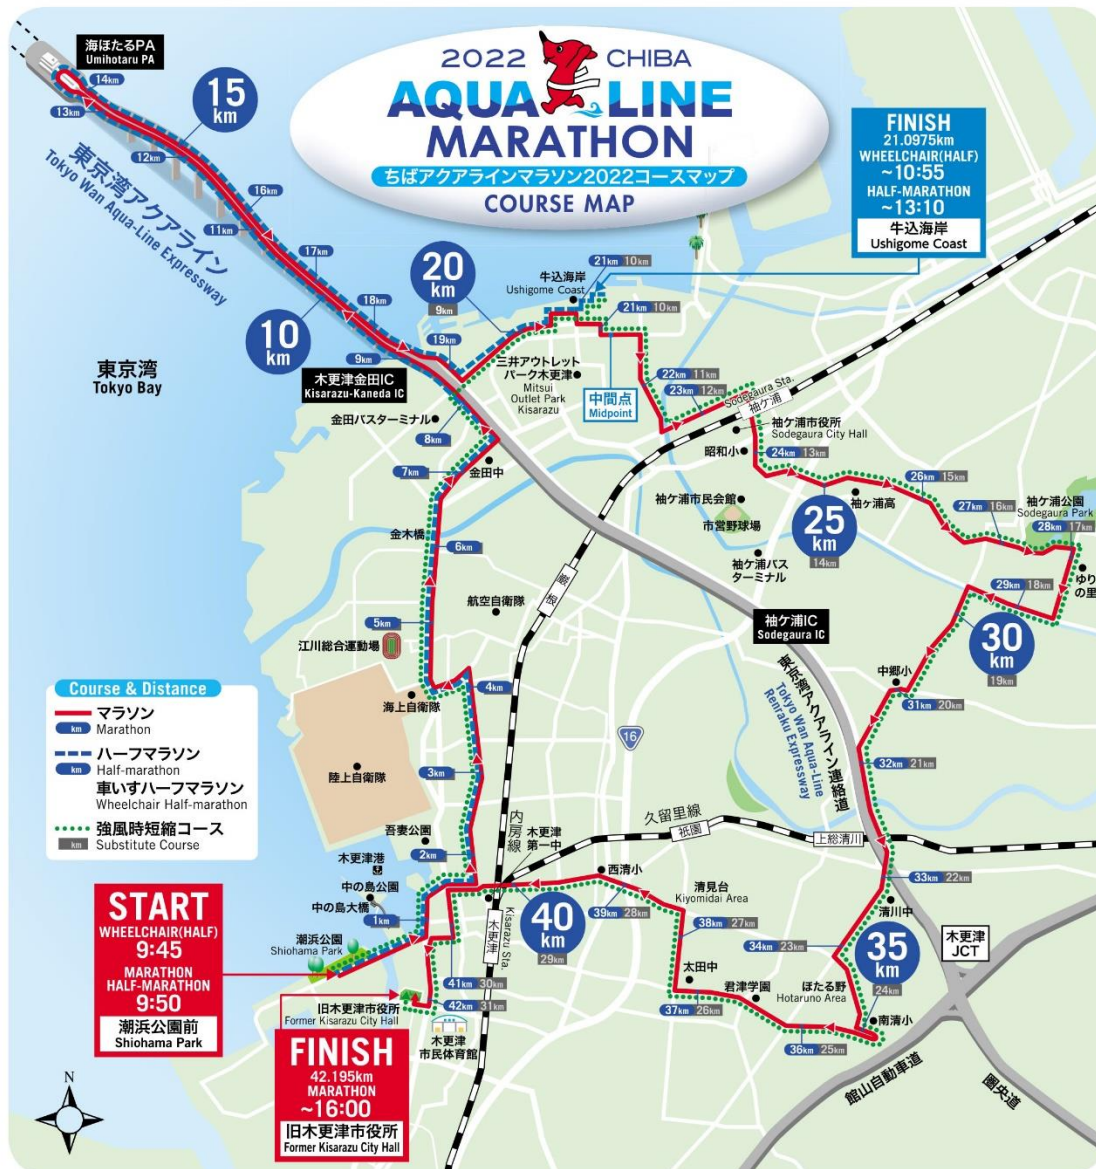 2022 CHIBA
AQUA LINE
MARATHON
ちばアクアラインマラソン2022コースマップ
COURSE MAP
海ほたるPA
Umihotaru PA
14km
13km
15
km
12km
16km
11km
17km
18km
10
km
9km
19km
20
km
9km
東京湾アクアライン
Tokyo Wan Aqua-Line Expressway
東京湾
Tokyo Bay
FINISH
21.0975km
WHEELCHAIR(HALF)
~10:55
HALF-MARATHON
~13:10
牛込海岸
Ushigome Coast
牛込海岸
Ushigome Coast
21km 10km
21km 10km
木更津金田IC
Kisarazu-Kaneda IC
三井アウトレット
パーク木更津
Mitsui
Outlet Park
Kisarazu
中間点
Midpoint
22km 11km
23km 12km
Sodegaura Sta.
袖ケ浦
袖ケ浦市役所
Sodegaura City Hall
昭和小
24km 13km
金田バスターミナル
8km
7km
金田中
金木橋
6km
袖ケ浦市民会館
市営野球場
袖ケ浦バス
ターミナル
25
km
14km
袖ヶ浦高
26km 15km
27km 16km
袖ケ浦公園
Sodegaura Park
28km 17km
ゆり
の里
29km 18km
30
km
19km
巌根
航空自衛隊
5km
江川総合運動場
袖ケ浦IC
Sodegaura IC
中郷小
31km 20km
4km
海上自衛隊
16
東京湾アクアライン連絡道
Tokyo Wan Aqua-Line
Renraku Expressway
32km 21km
Course & Distance
マラソン
km Marathon
ハーフマラソン
km Half-marathon
車いすハーフマラソン
Wheelchair Half-marathon
強風時短縮コース
km Substitute Course
3km
陸上自衛隊
内房線
久留里線
祇園
上総清川
吾妻公園
木更津
第一中
2km
木更津港
中の島公園
中の島大橋
1km
西清小
清見台
Kiyomidai Area
33km 22km
清川中
START
WHEELCHAIR(HALF)
9:45
MARATHON
HALF-MARATHON
9:50
潮浜公園前
Shiohama Park
潮浜公園
Shiohama Park
木更津
Kisarazu Sta.
40
km
29km
39km 28km
38km 27km
34km 23km
35
km
24km
木更津
JCT
太田中
君津学園
ほたる野
Hotaruno Area
41km 30km
42km 31km
37km 26km
南清小
36km 25km
旧木更津市役所
Former Kisarazu City Hall
木更津
市民体育館
館山自動車道
圏央道
FINISH
42.195km
MARATHON
~16:00
旧木更津市役所
Former Kisarazu City Hall
N